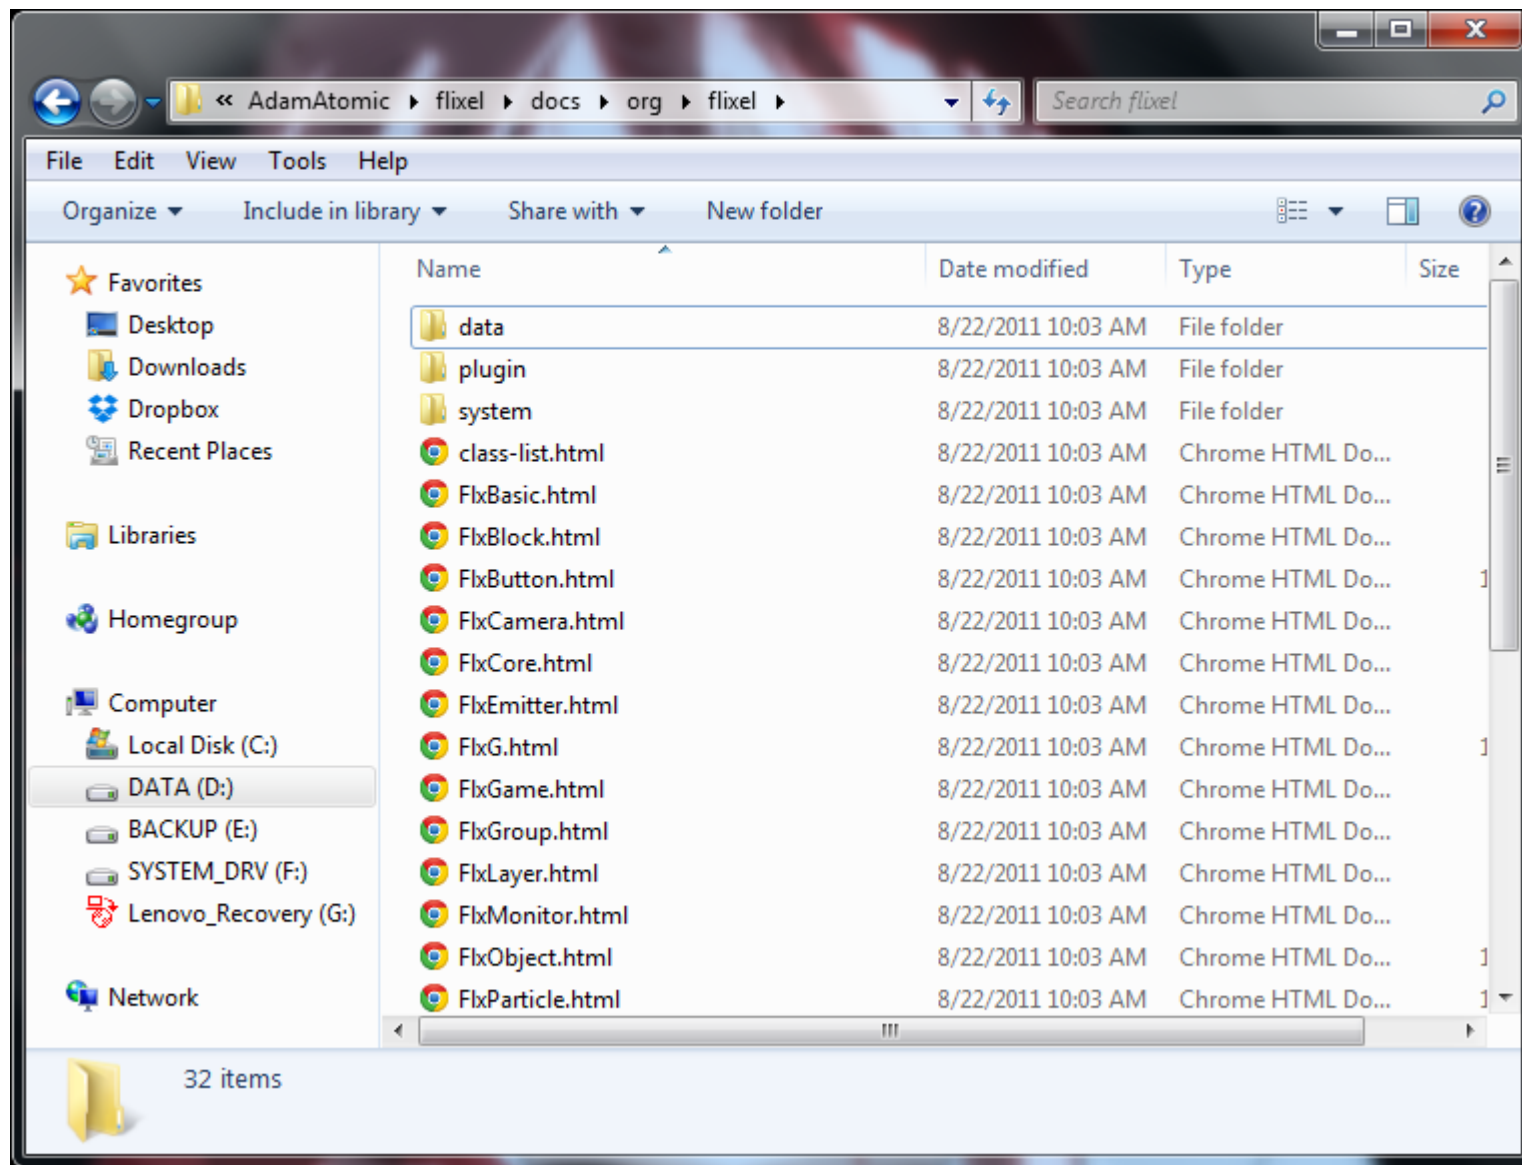 « AdamAtomic flixel docs org flixel
Search flixel
File Edit View Tools Help
Organize Include in library Share with New folder
Name Date modified Type Size
Favorites
Desktop
Downloads
Dropbox
Recent Places
Libraries
Homegroup
Computer
Local Disk (C:)
DATA (D:)
BACKUP (E:)
SYSTEM_DRV (F:)
Lenovo_Recovery (G:)
Network
data 8/22/2011 10:03 AM File folder
plugin 8/22/2011 10:03 AM File folder
system 8/22/2011 10:03 AM File folder
class-list.html 8/22/2011 10:03 AM Chrome HTML Do...
FlxBasic.html 8/22/2011 10:03 AM Chrome HTML Do...
FlxBlock.html 8/22/2011 10:03 AM Chrome HTML Do...
FlxButton.html 8/22/2011 10:03 AM Chrome HTML Do... 1
FlxCamera.html 8/22/2011 10:03 AM Chrome HTML Do...
FlxCore.html 8/22/2011 10:03 AM Chrome HTML Do...
FlxEmitter.html 8/22/2011 10:03 AM Chrome HTML Do...
FlxG.html 8/22/2011 10:03 AM Chrome HTML Do... 1
FlxGame.html 8/22/2011 10:03 AM Chrome HTML Do...
FlxGroup.html 8/22/2011 10:03 AM Chrome HTML Do...
FlxLayer.html 8/22/2011 10:03 AM Chrome HTML Do...
FlxMonitor.html 8/22/2011 10:03 AM Chrome HTML Do...
FlxObject.html 8/22/2011 10:03 AM Chrome HTML Do... 1
FlxParticle.html 8/22/2011 10:03 AM Chrome HTML Do... 1
32 items